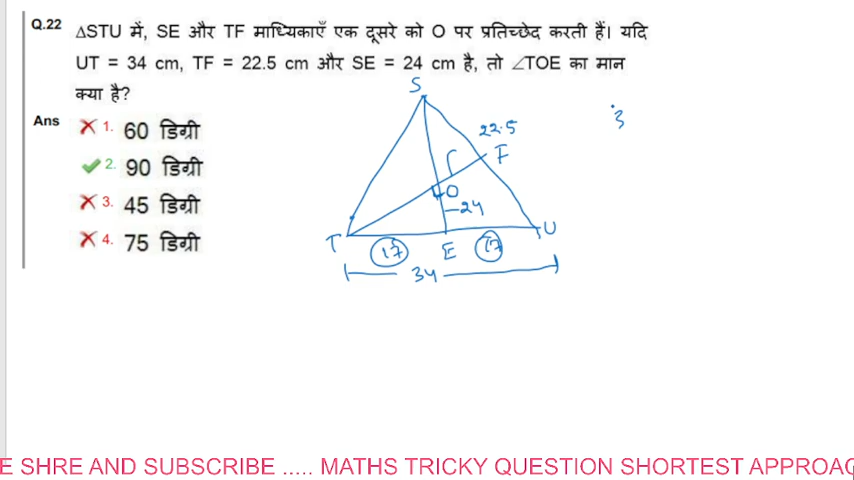 Q.22 ΔSTU में, SE और TF माध्यिकाएँ एक दूसरे को O पर प्रतिच्छेद करती हैं। यदि
UT = 34 cm, TF = 22.5 cm और SE = 24 cm है, तो ∠TOE का मान
क्या है?
Ans
1. 60 डिग्री
2. 90 डिग्री
3. 45 डिग्री
4. 75 डिग्री
S
22.5
F
O
24
T
E
U
17
17
34
E SHRE AND SUBSCRIBE ..... MATHS TRICKY QUESTION SHORTEST APPROAC